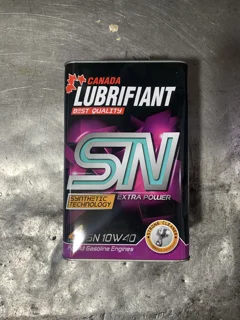 CANADA
LUBRIFIANT
BEST QUALITY
SN
SYNTHETIC
TECHNOLOGY
EXTRA POWER
SN 10W40
Gasoline Engines